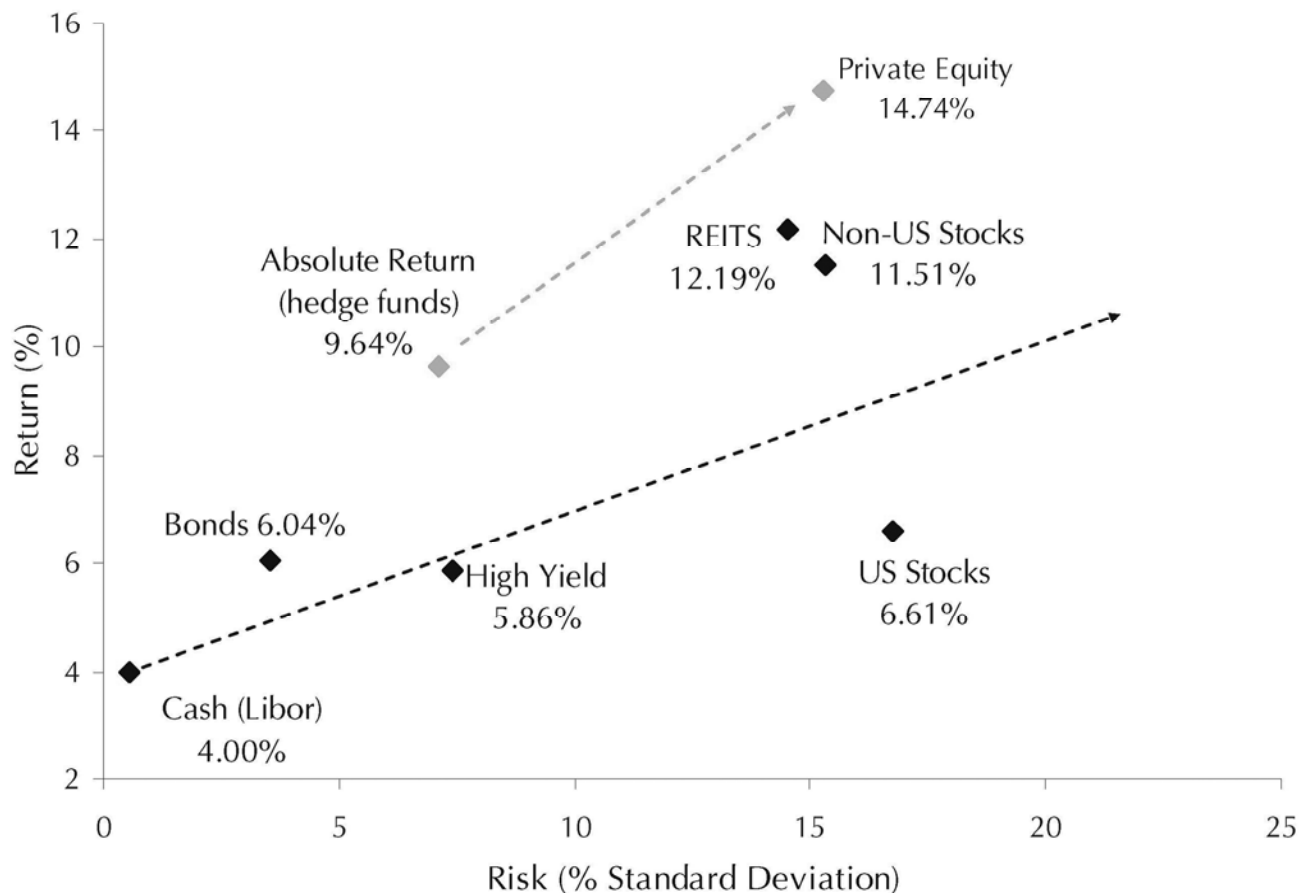 16
Private Equity
14.74%
14
REITS
12.19%
Non-US Stocks
11.51%
12
Absolute Return
(hedge funds)
9.64%
10
Return (%)
8
Bonds 6.04%
6
High Yield
5.86%
US Stocks
6.61%
4
Cash (Libor)
4.00%
2
0
5
10
15
20
25
Risk (% Standard Deviation)